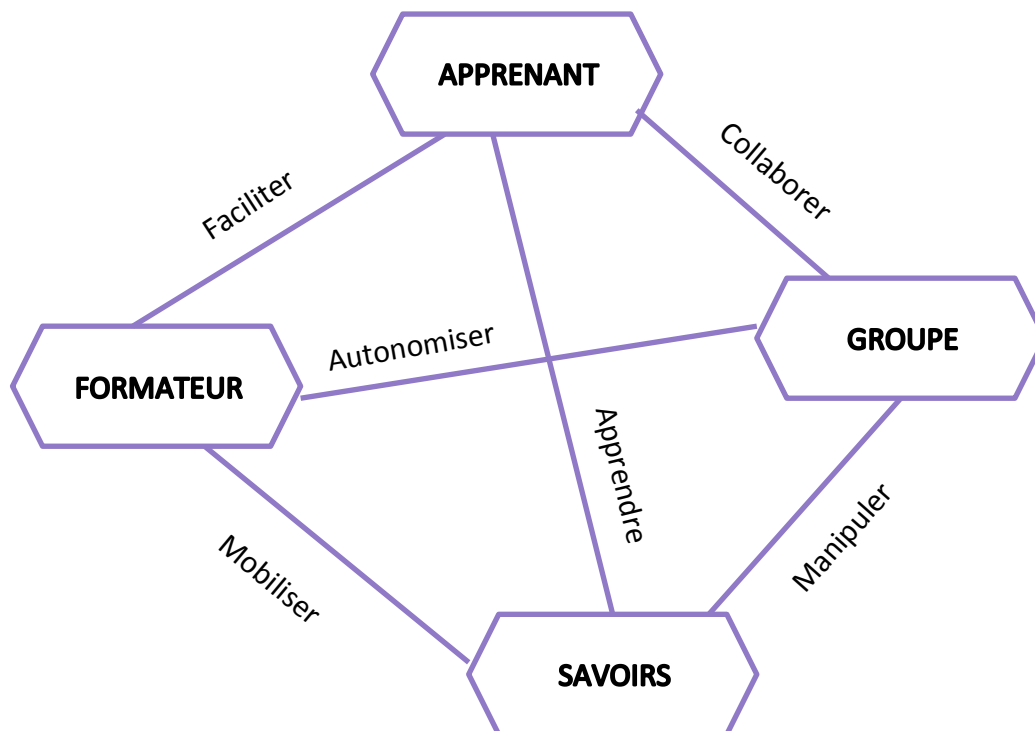 APPRENANT
Collaborer
Faciliter
Autonomiser
GROUPE
FORMATEUR
Apprendre
Manipuler
Mobiliser
SAVOIRS